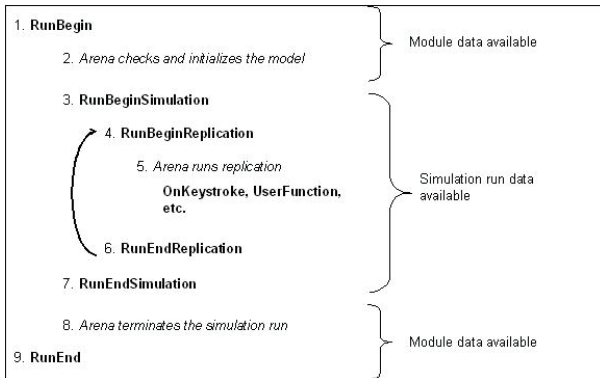 1. RunBegin
Module data available
2. Arena checks and initializes the model
3. RunBeginSimulation
4. RunBeginReplication
5. Arena runs replication
OnKeystroke, UserFunction,
etc.
Simulation run data
available
6. RunEndReplication
7. RunEndSimulation
8. Arena terminates the simulation run
Module data available
9. RunEnd